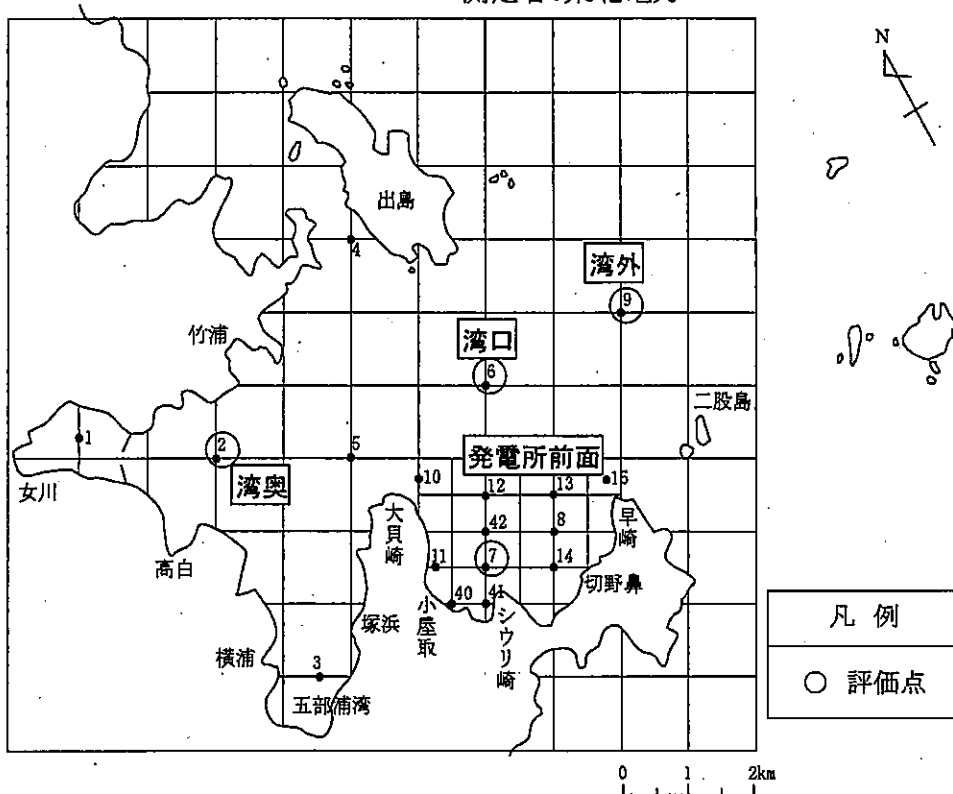 N
出島
4
湾外
9
竹浦
湾口
6
二股島
1
2
5
発電所前面
女川
湾奥
10
12
13
15
大貝崎
42
8
早崎
高白
11
7
14
切野鼻
40
41
塚浜
小屋取
シウリ崎
横浦
3
五部浦湾
凡例
○ 評価点
0 1 2km